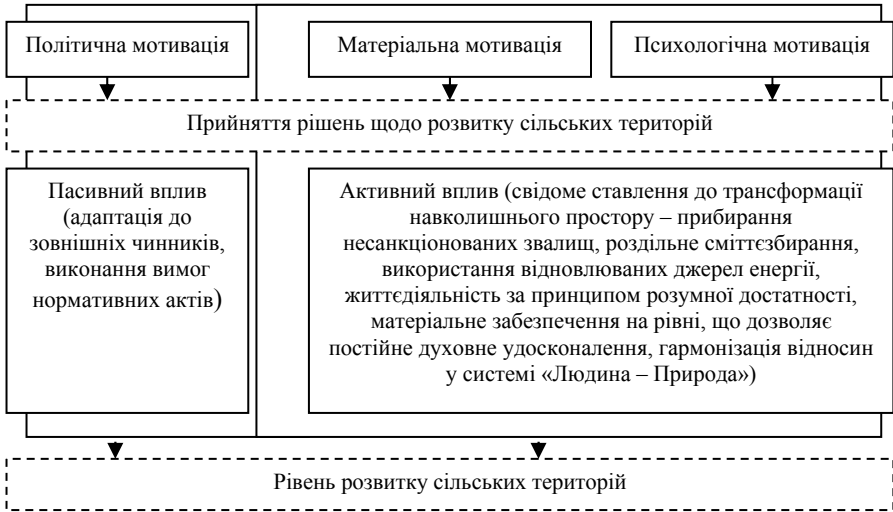 Політична мотивація
Матеріальна мотивація
Психологічна мотивація
Прийняття рішень щодо розвитку сільських територій
Пасивний вплив
(адаптація до
зовнішніх чинників,
виконання вимог
нормативних актів)
Активний вплив (свідоме ставлення до трансформації
навколишнього простору – прибирання
несанкціонованих звалищ, роздільне сміттєзбирання,
використання відновлюваних джерел енергії,
життєдіяльність за принципом розумної достатності,
матеріальне забезпечення на рівні, що дозволяє
постійне духовне удосконалення, гармонізація відносин
у системі «Людина – Природа»)
Рівень розвитку сільських територій